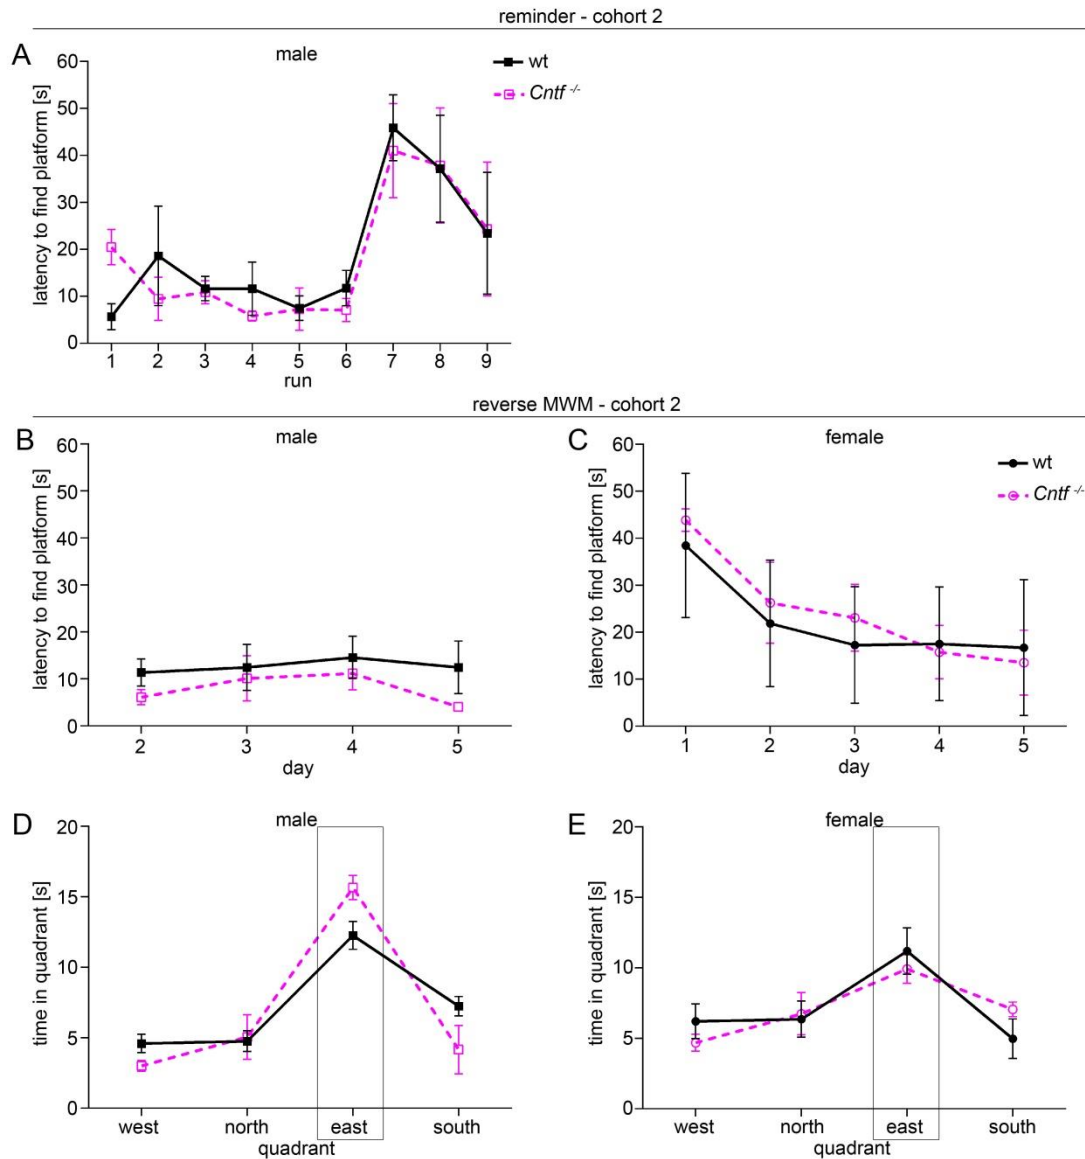 reminder - cohort 2
A
male
wt
Cntf -/-
latency to find platform [s]
60
50
40
30
20
10
0
1 2 3 4 5 6 7 8 9
run
reverse MWM - cohort 2
B
male
latency to find platform [s]
60
50
40
30
20
10
0
2 3 4 5
day
C
female
wt
Cntf -/-
latency to find platform [s]
60
50
40
30
20
10
0
1 2 3 4 5
day
D
male
time in quadrant [s]
20
15
10
5
0
west north east south
quadrant
E
female
time in quadrant [s]
20
15
10
5
0
west north east south
quadrant